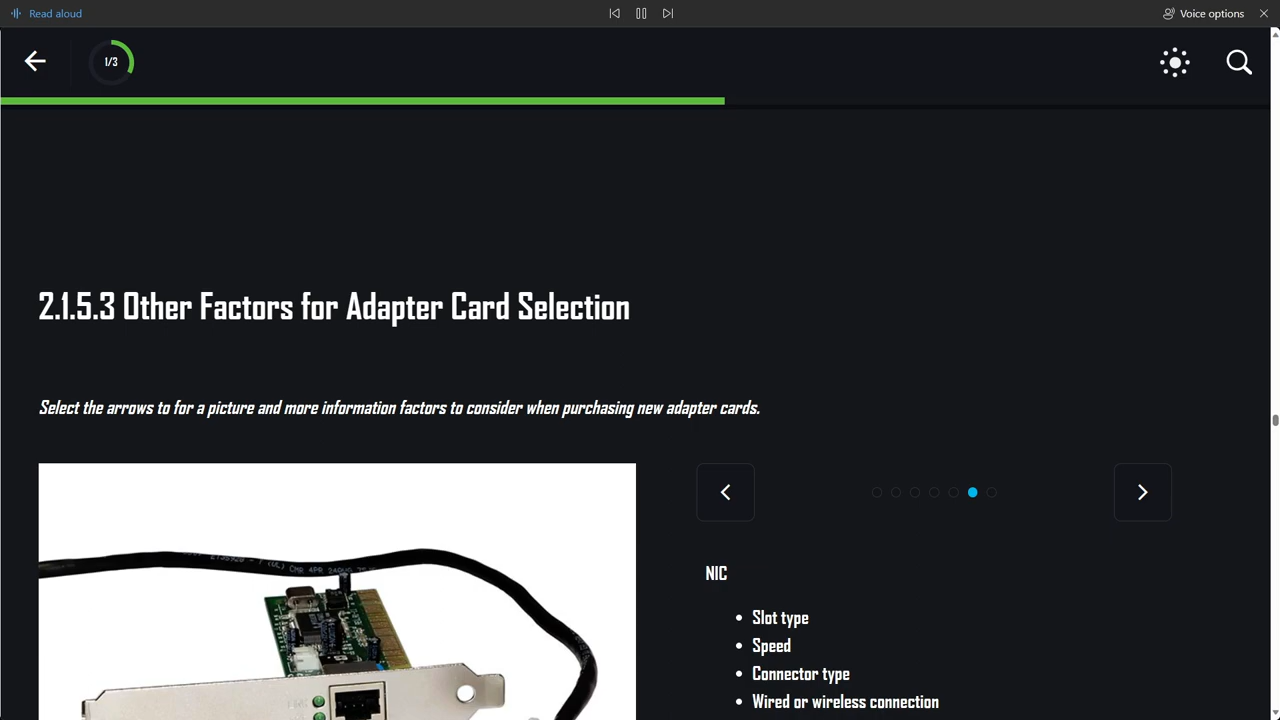 Read aloud
Voice options
1/3
2.1.5.3 Other Factors for Adapter Card Selection
Select the arrows to for a picture and more information factors to consider when purchasing new adapter cards.
NIC
Slot type
Speed
Connector type
Wired or wireless connection